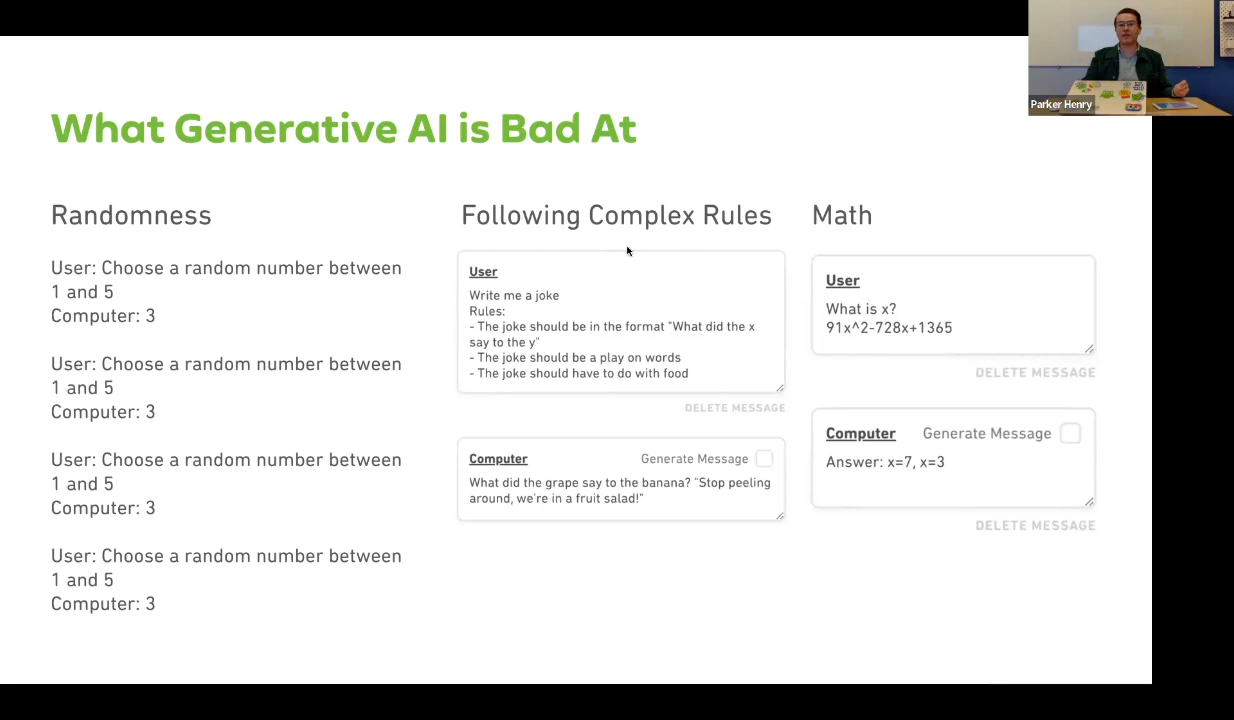 Parker Henry
What Generative AI is Bad At
Randomness
User: Choose a random number between
1 and 5
Computer: 3
User: Choose a random number between
1 and 5
Computer: 3
User: Choose a random number between
1 and 5
Computer: 3
User: Choose a random number between
1 and 5
Computer: 3
Following Complex Rules
User
Write me a joke
Rules:
- The joke should be in the format "What did the x
say to the y"
- The joke should be a play on words
- The joke should have to do with food
DELETE MESSAGE
Computer Generate Message
What did the grape say to the banana? "Stop peeling
around, we're in a fruit salad!"
Math
User
What is x?
91x^2-728x+1365
DELETE MESSAGE
Computer Generate Message
Answer: x=7, x=3
DELETE MESSAGE